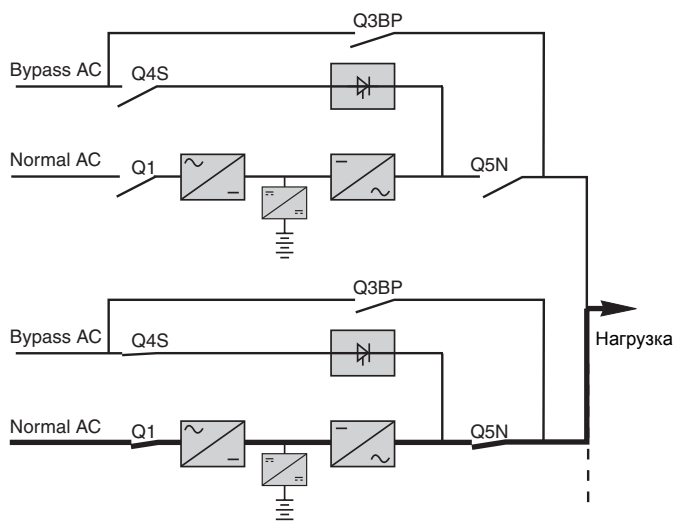 Q3BP
Bypass AC
Q4S
Normal AC
Q1
Q5N
Q3BP
Bypass AC
Q4S
Нагрузка
Normal AC
Q1
Q5N